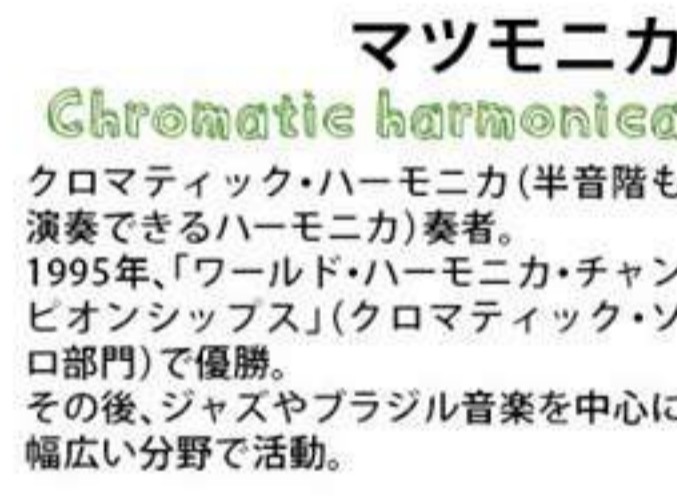 マツモニカ
Chromatic harmonica
クロマティック・ハーモニカ(半音階も
演奏できるハーモニカ)奏者。
1995年、「ワールド・ハーモニカ・チャン
ピオンシップス」(クロマティック・ソ
ロ部門)で優勝。
その後、ジャズやブラジル音楽を中心に
幅広い分野で活動。